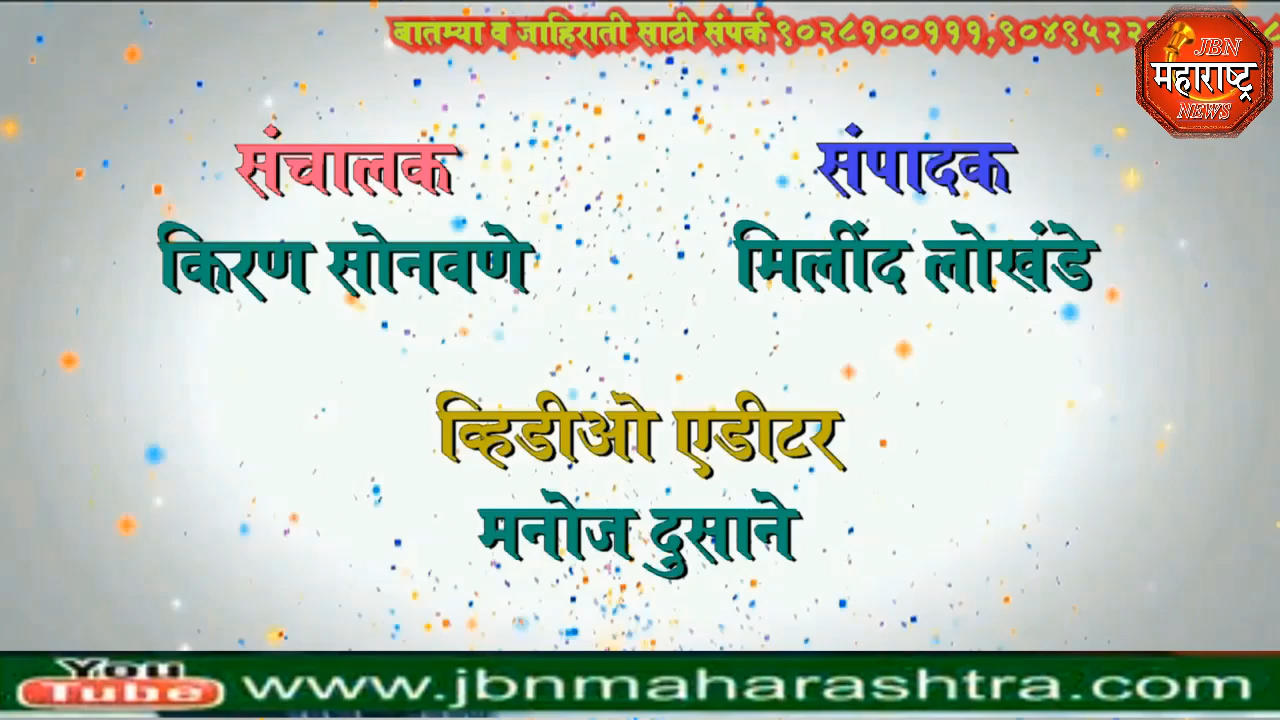 बातम्या व जाहिराती साठी संपर्क ९०२८१००१११,९०४९५२२
JBN
महाराष्ट्र
NEWS
संचालक
संपादक
किरण सोनवणे
मिलींद लोखंडे
व्हिडीओ एडीटर
मनोज दुसाने
You Tube www.jbnmaharashtra.com